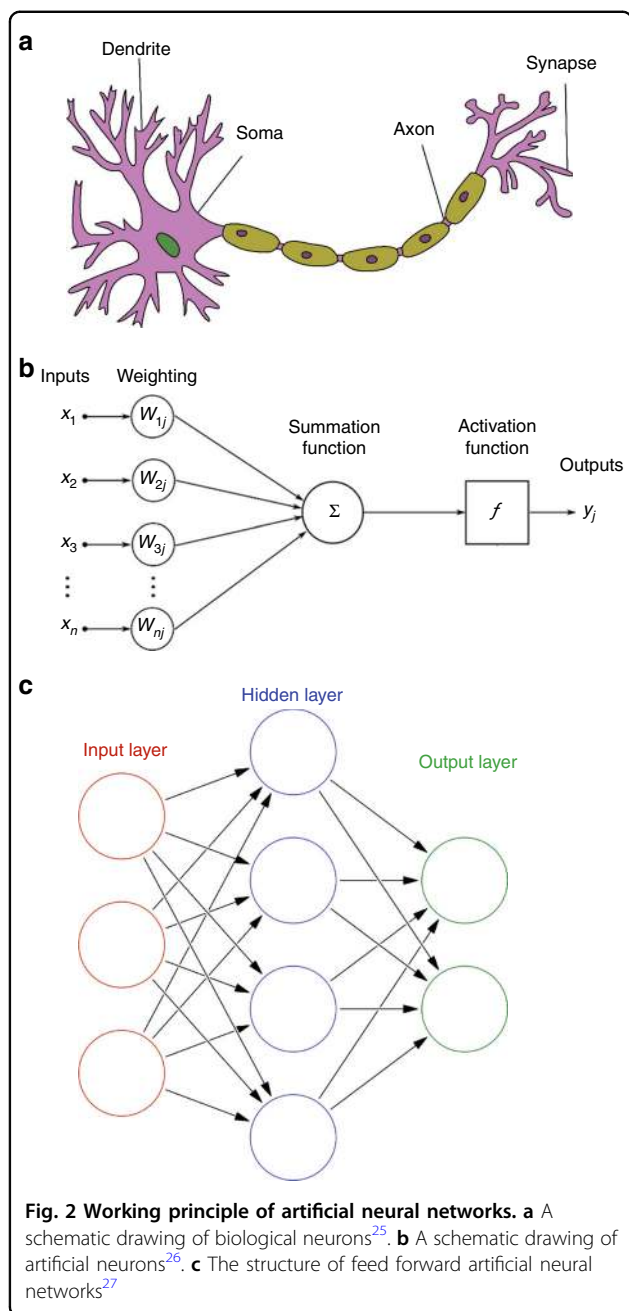 a
Dendrite
Synapse
Soma
Axon
b
Inputs Weighting
Summation function
Activation function
Outputs
x1 W1j
x2 W2j
x3 W3j
Σ
f
yj
xn Wnj
c
Hidden layer
Input layer
Output layer
Fig. 2 Working principle of artificial neural networks. a A
schematic drawing of biological neurons25. b A schematic drawing of
artificial neurons26. c The structure of feed forward artificial neural
networks27